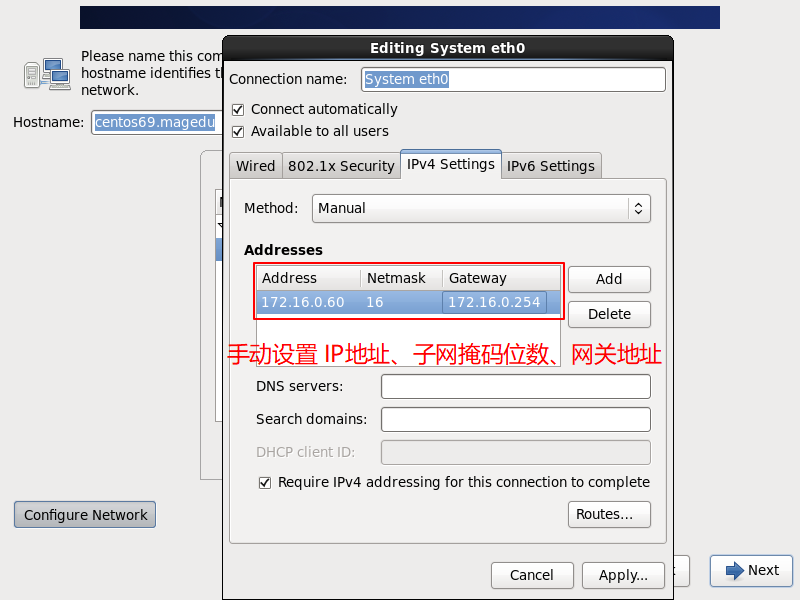 Please name this com
hostname identifies t
network.
Hostname: centos69.magedu
Editing System eth0
Connection name: System eth0
Connect automatically
Available to all users
Wired 802.1x Security IPv4 Settings IPv6 Settings
Method: Manual
Addresses
Address Netmask Gateway Add
172.16.0.60 16 172.16.0.254
Delete
手动设置 IP地址、子网掩码位数、网关地址
DNS servers:
Search domains:
DHCP client ID:
Require IPv4 addressing for this connection to complete
Configure Network Routes...
Next
Cancel Apply...